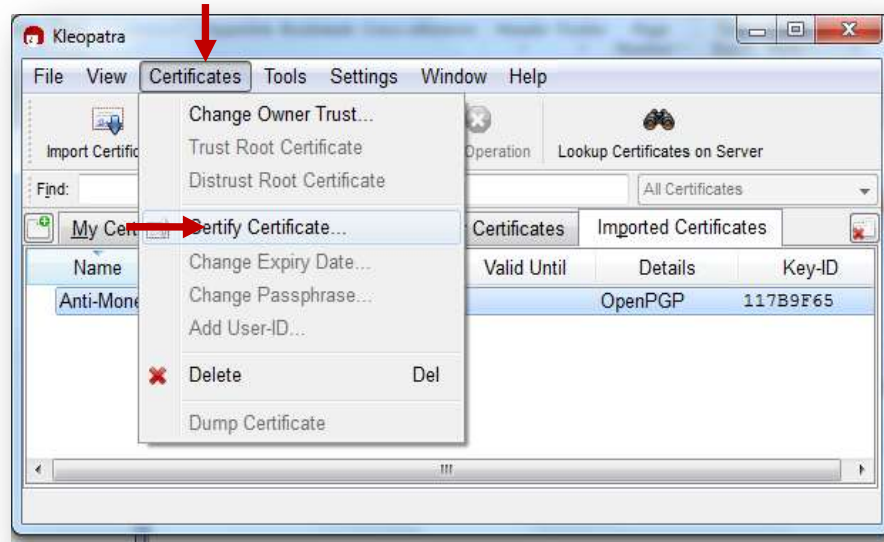 Kleopatra
File View Certificates Tools Settings Window Help
Change Owner Trust...
Trust Root Certificate
Distrust Root Certificate
Certify Certificate...
Change Expiry Date...
Change Passphrase...
Add User-ID...
Delete Del
Dump Certificate
Import Certific Operation Lookup Certificates on Server
Find: All Certificates
My Cert Certificates Imported Certificates
Name Valid Until Details Key-ID
Anti-Mone OpenPGP 117B9F65